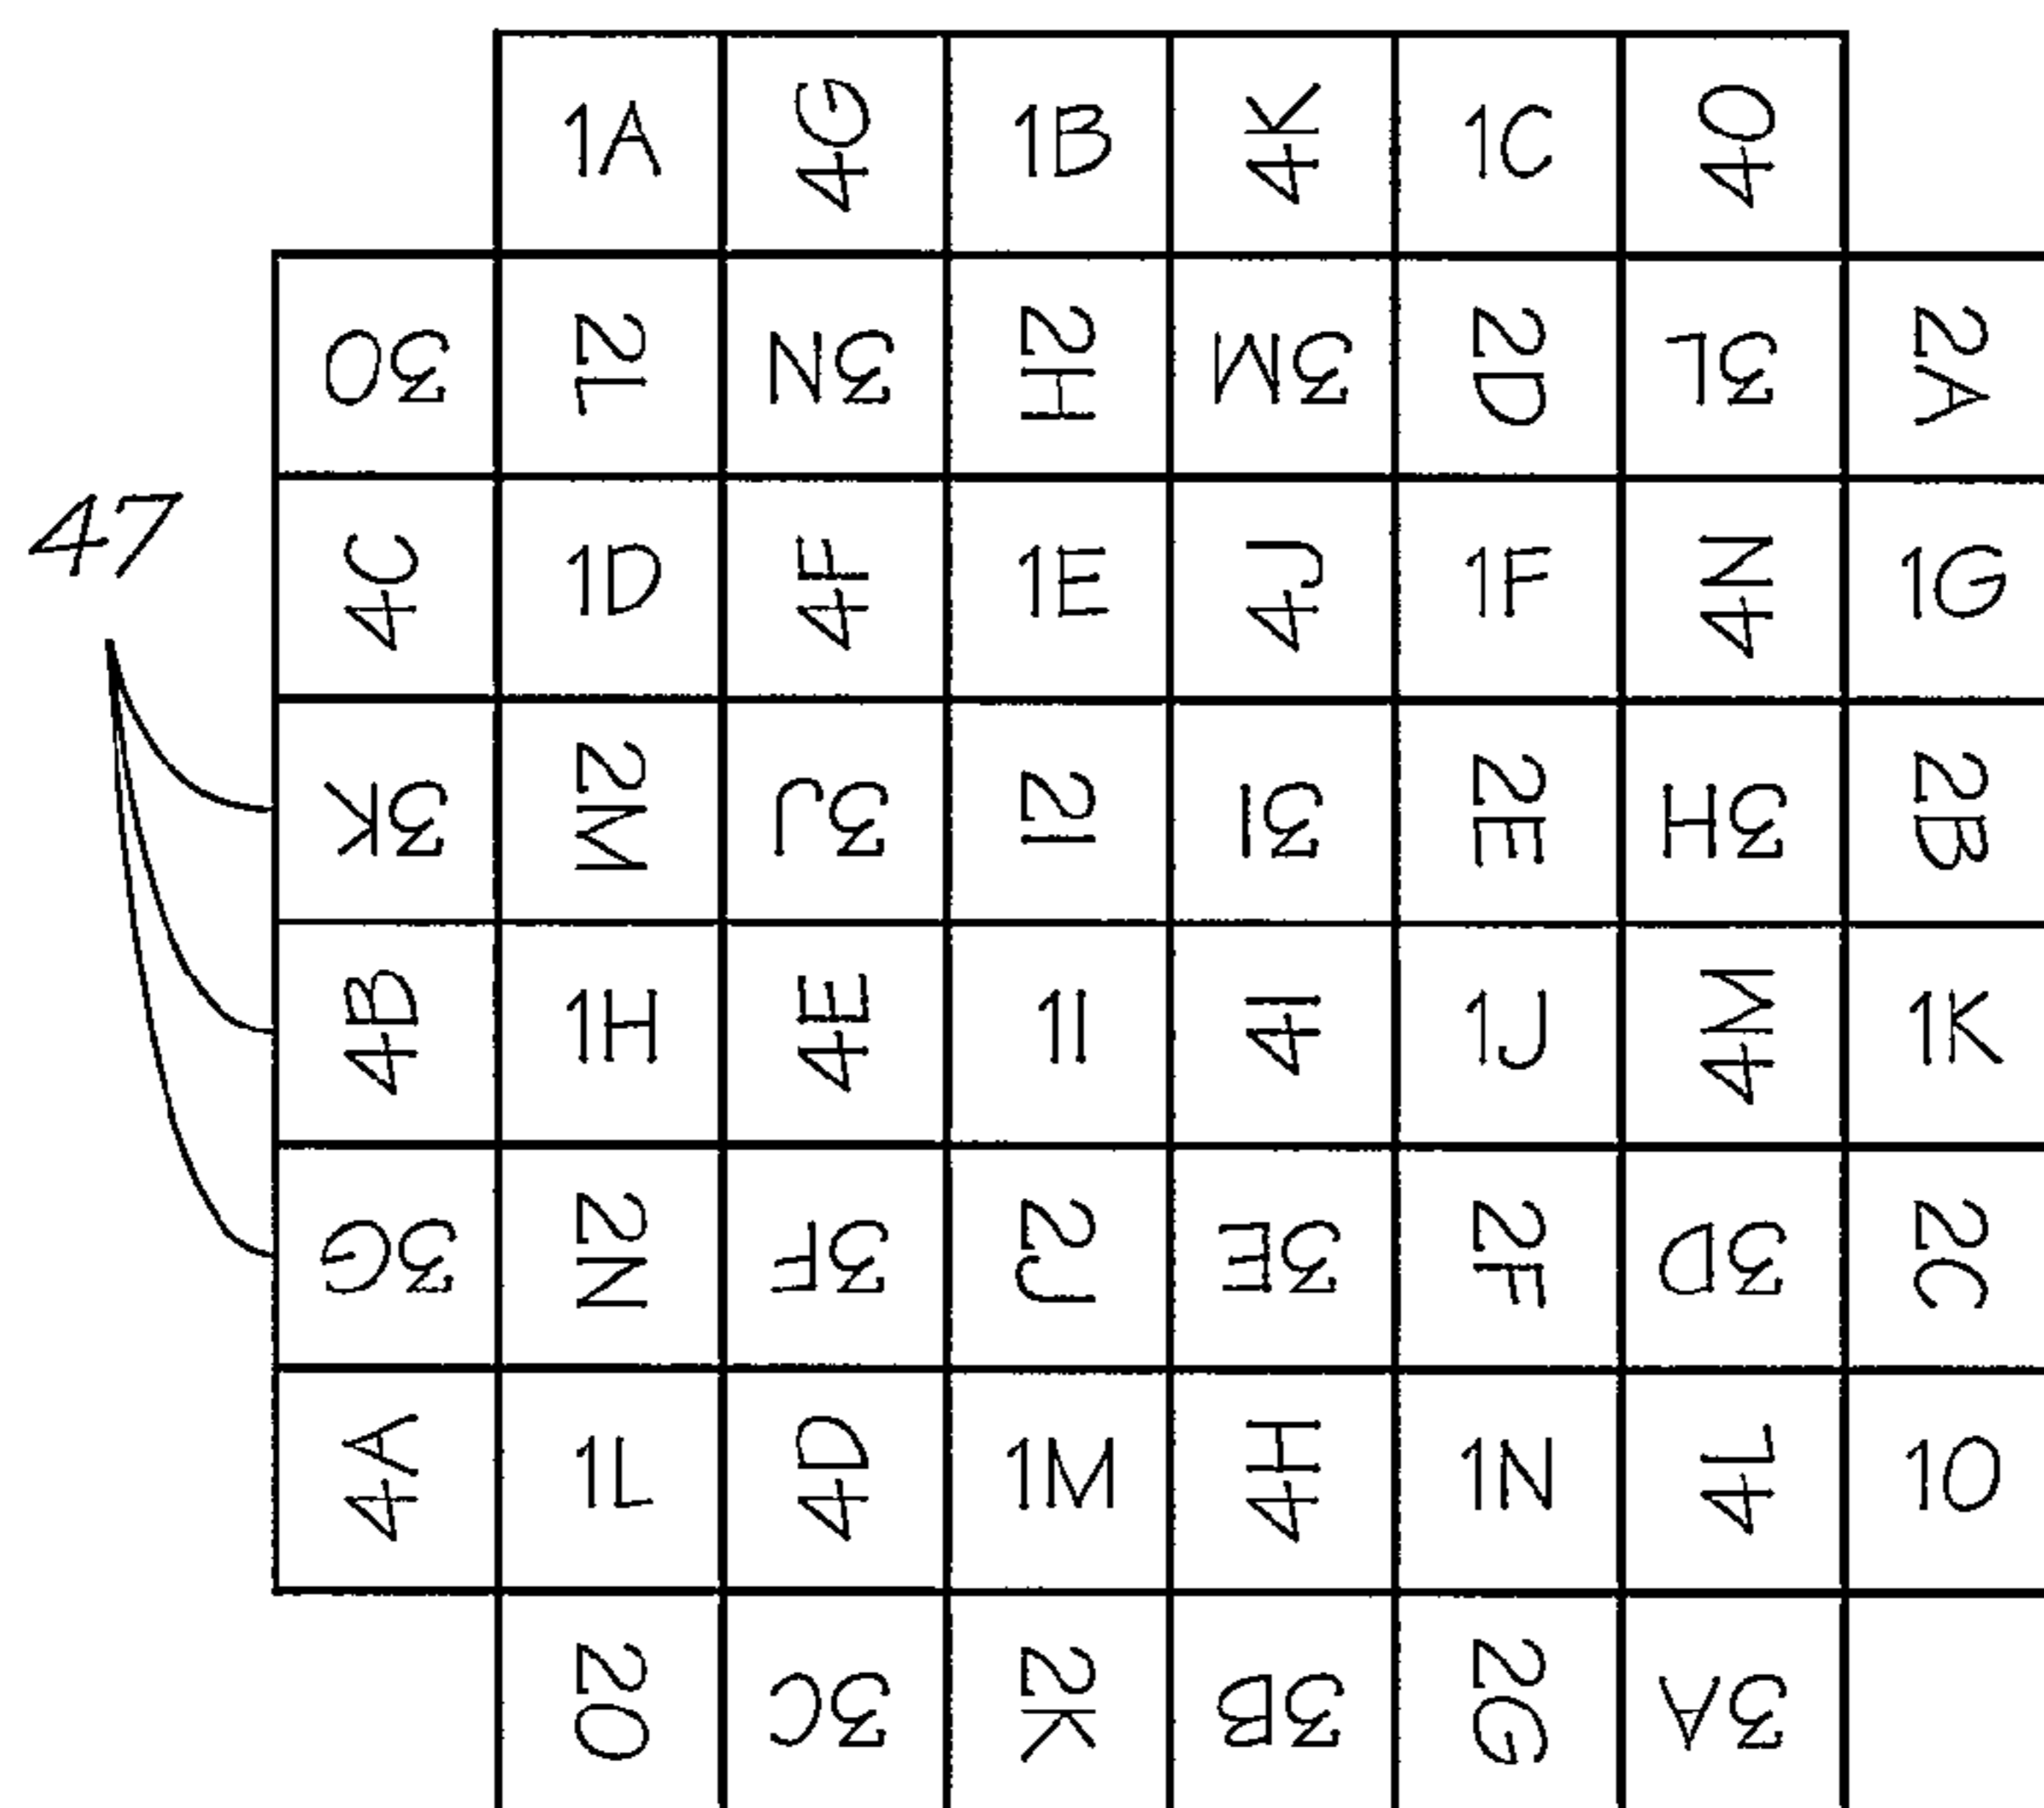 1A 4G 1B 4K 1C 4O
3O 2L 3N 2H 3M 2D 3L 2A
47
4C 1D 4F 1E 4J 1F 4N 1G
3K 2M 3J 2I 3I 2E 3H 2B
4B 1H 4E 1I 4I 1J 4M 1K
3G 2N 3F 2J 3E 2F 3D 2C
4A 1L 4D 1M 4H 1N 4L 1O
2O 3C 2K 3B 2G 3A